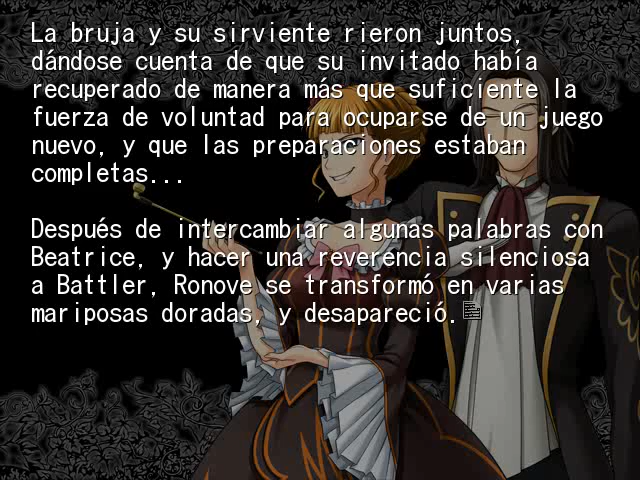 La bruja y su sirviente rieron juntos,
dándose cuenta de que su invitado había
recuperado de manera más que suficiente la
fuerza de voluntad para ocuparse de un juego
nuevo, y que las preparaciones estaban
completas...
Después de intercambiar algunas palabras con
Beatrice, y hacer una reverencia silenciosa
a Battler, Ronove se transformó en varias
mariposas doradas, y desapareció.